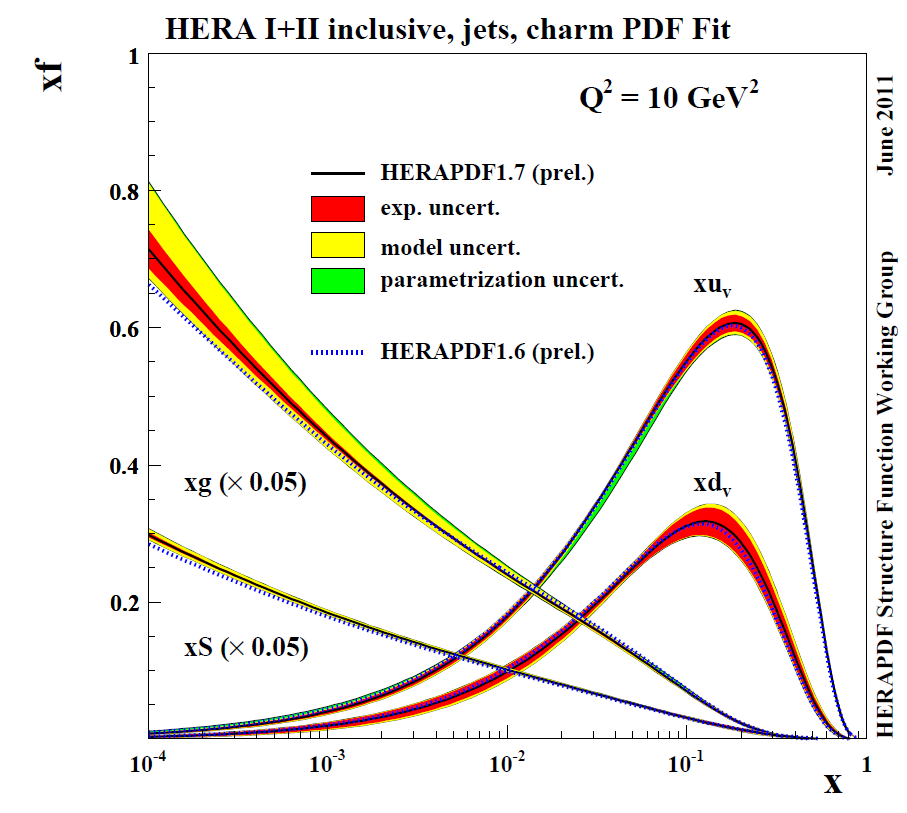 HERA I+II inclusive, jets, charm PDF Fit
xf
1
0.8
0.6
0.4
0.2
Q² = 10 GeV²
HERAPDF1.7 (prel.)
exp. uncert.
model uncert.
parametrization uncert.
HERAPDF1.6 (prel.)
xuᵥ
xdᵥ
xg (× 0.05)
xS (× 0.05)
10⁻⁴ 10⁻³ 10⁻² 10⁻¹ 1
x
HERAPDF Structure Function Working Group June 2011